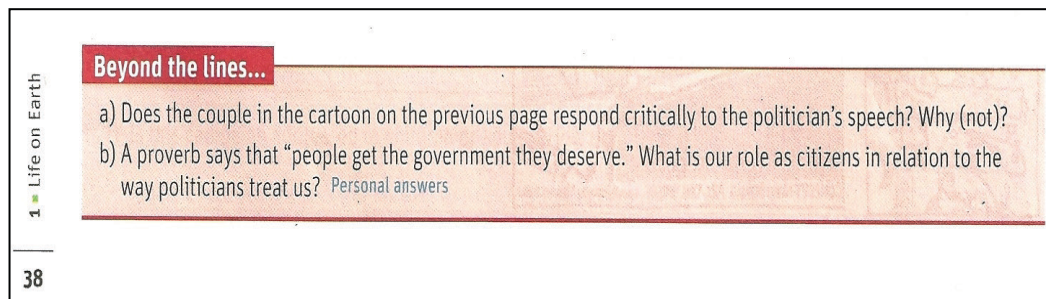 Beyond the lines...
a) Does the couple in the cartoon on the previous page respond critically to the politician's speech? Why (not)?
b) A proverb says that “people get the government they deserve.” What is our role as citizens in relation to the
way politicians treat us? Personal answers
1 ▪ Life on Earth
38